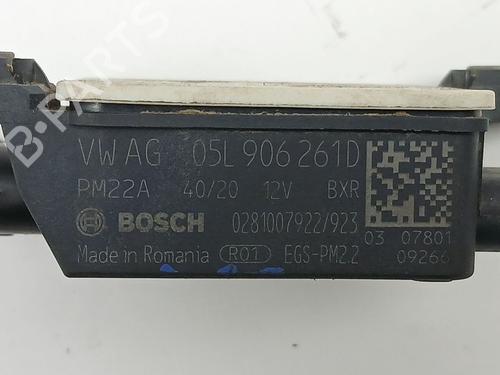 VW AG 05L 906 261D
PM22A 40/20 12V BXR
BOSCH 0281007922/923
Made in Romania R01 EGS-PM2.2
03 07801
09266
B-Parts